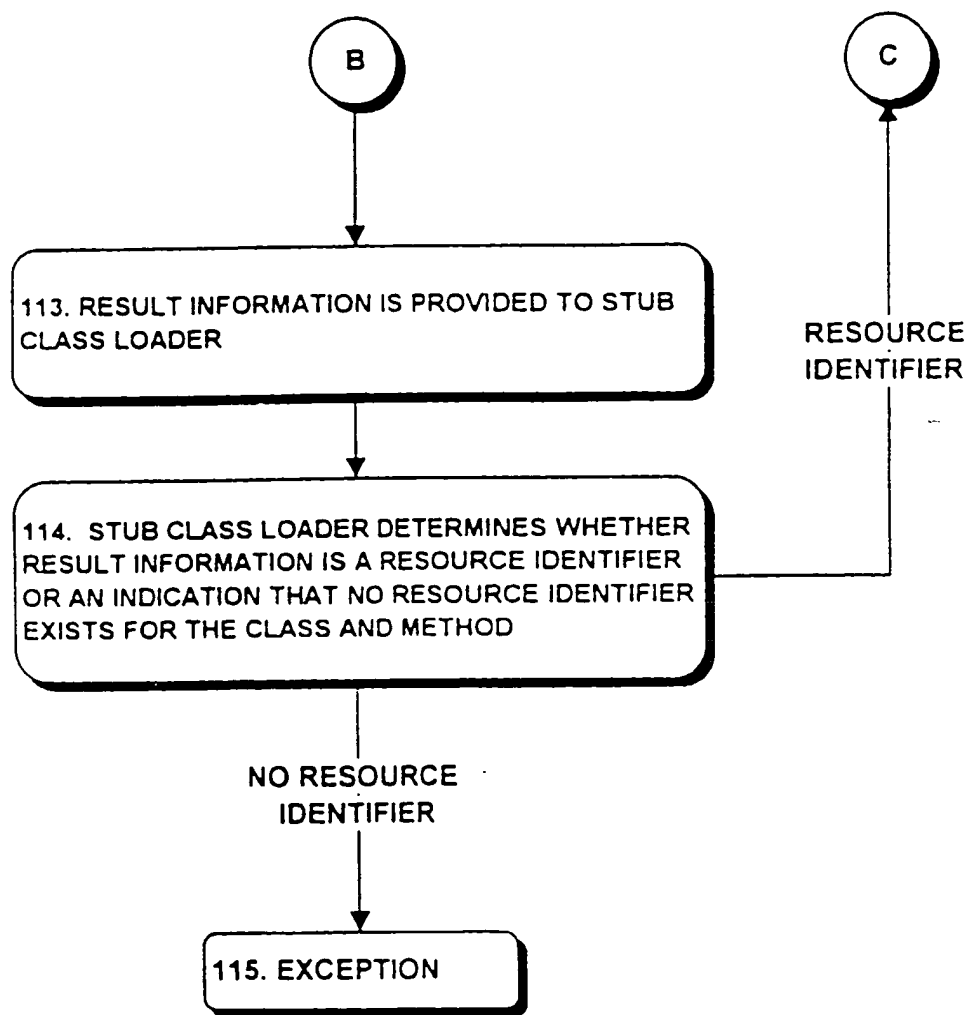 B
C
113. RESULT INFORMATION IS PROVIDED TO STUB
CLASS LOADER
RESOURCE
IDENTIFIER
114. STUB CLASS LOADER DETERMINES WHETHER
RESULT INFORMATION IS A RESOURCE IDENTIFIER
OR AN INDICATION THAT NO RESOURCE IDENTIFIER
EXISTS FOR THE CLASS AND METHOD
NO RESOURCE
IDENTIFIER
115. EXCEPTION